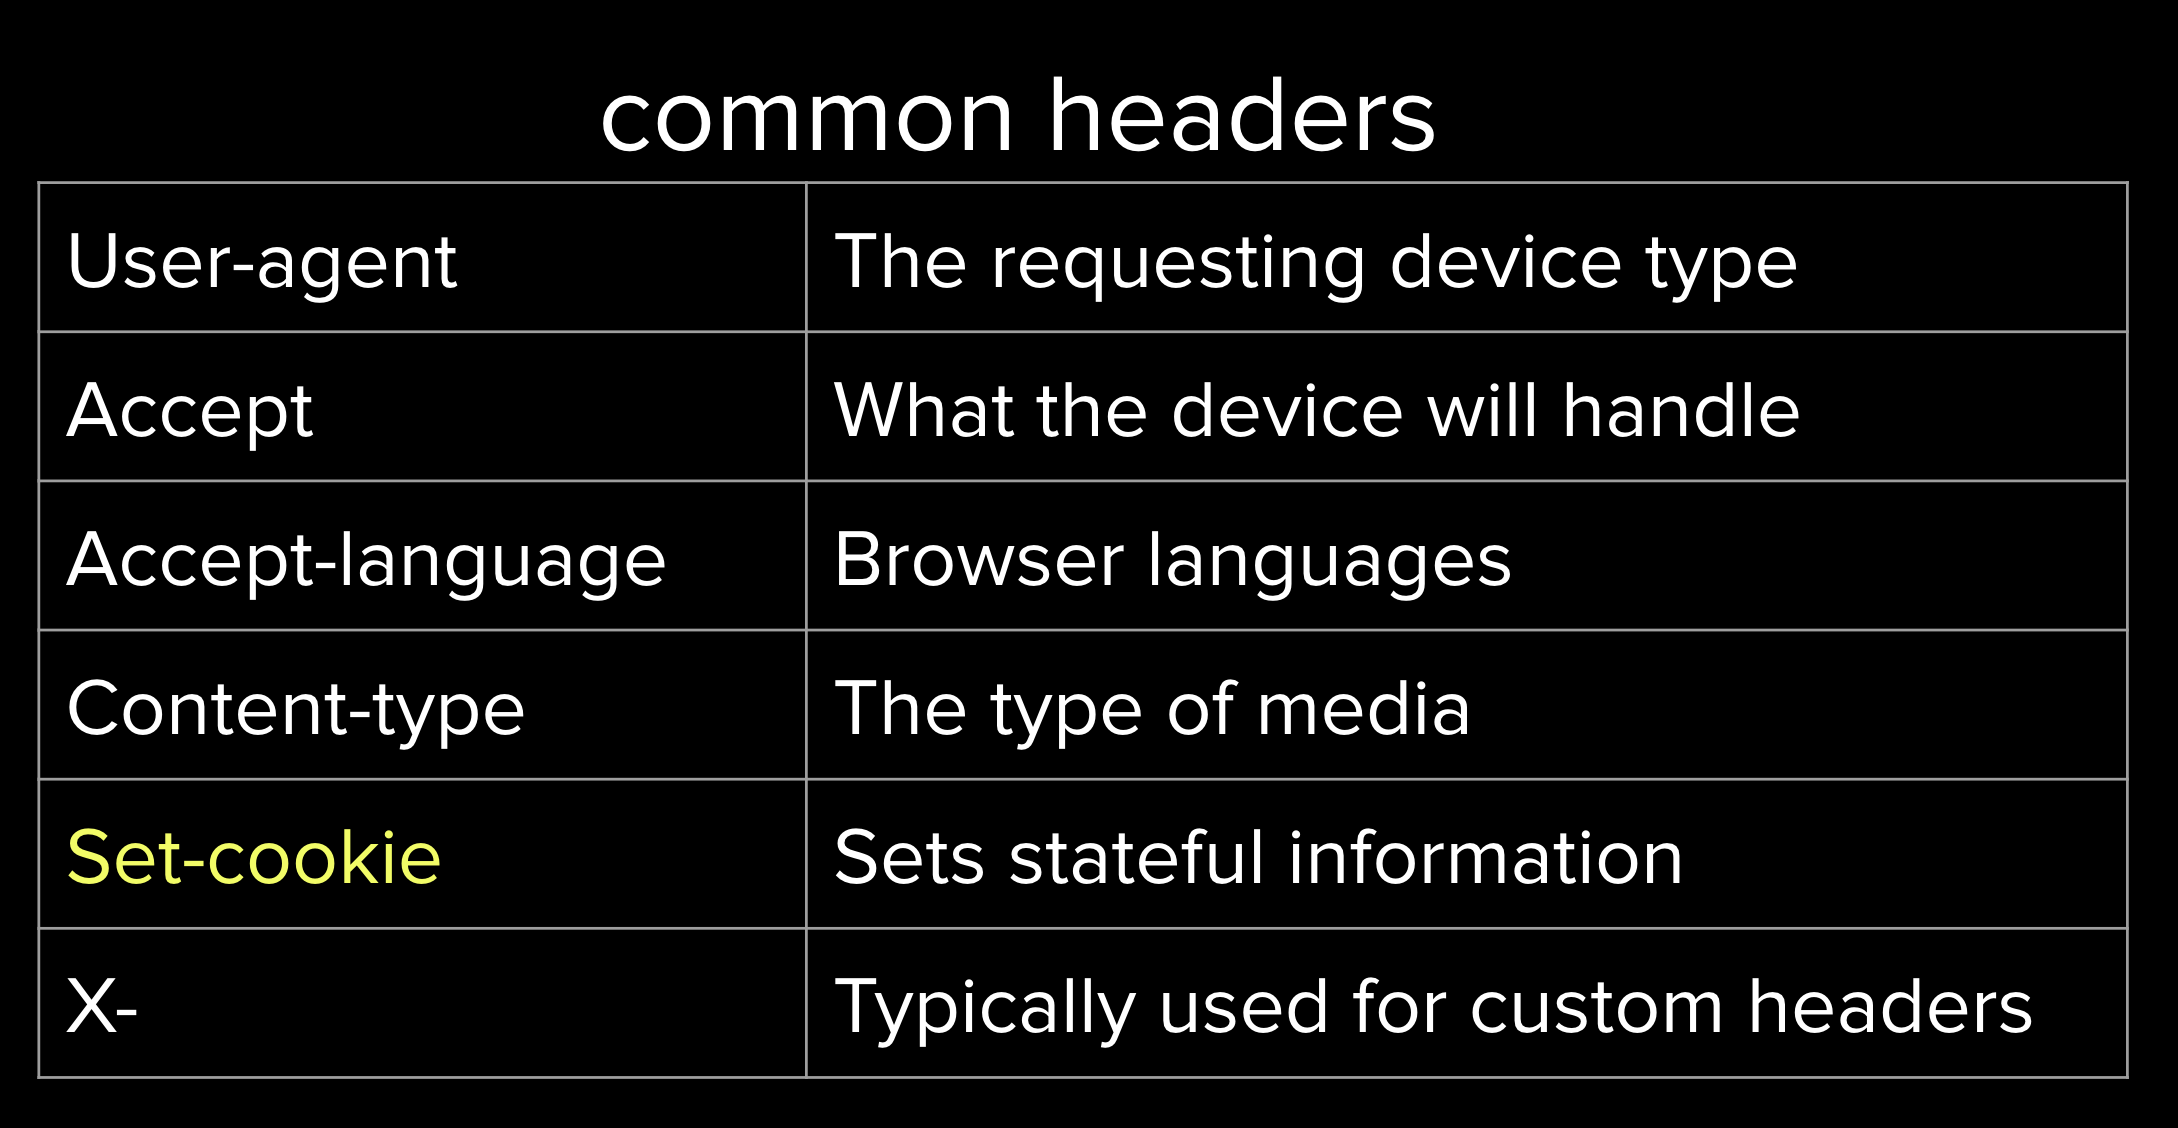 common headers
User-agent The requesting device type
Accept What the device will handle
Accept-language Browser languages
Content-type The type of media
Set-cookie Sets stateful information
X- Typically used for custom headers